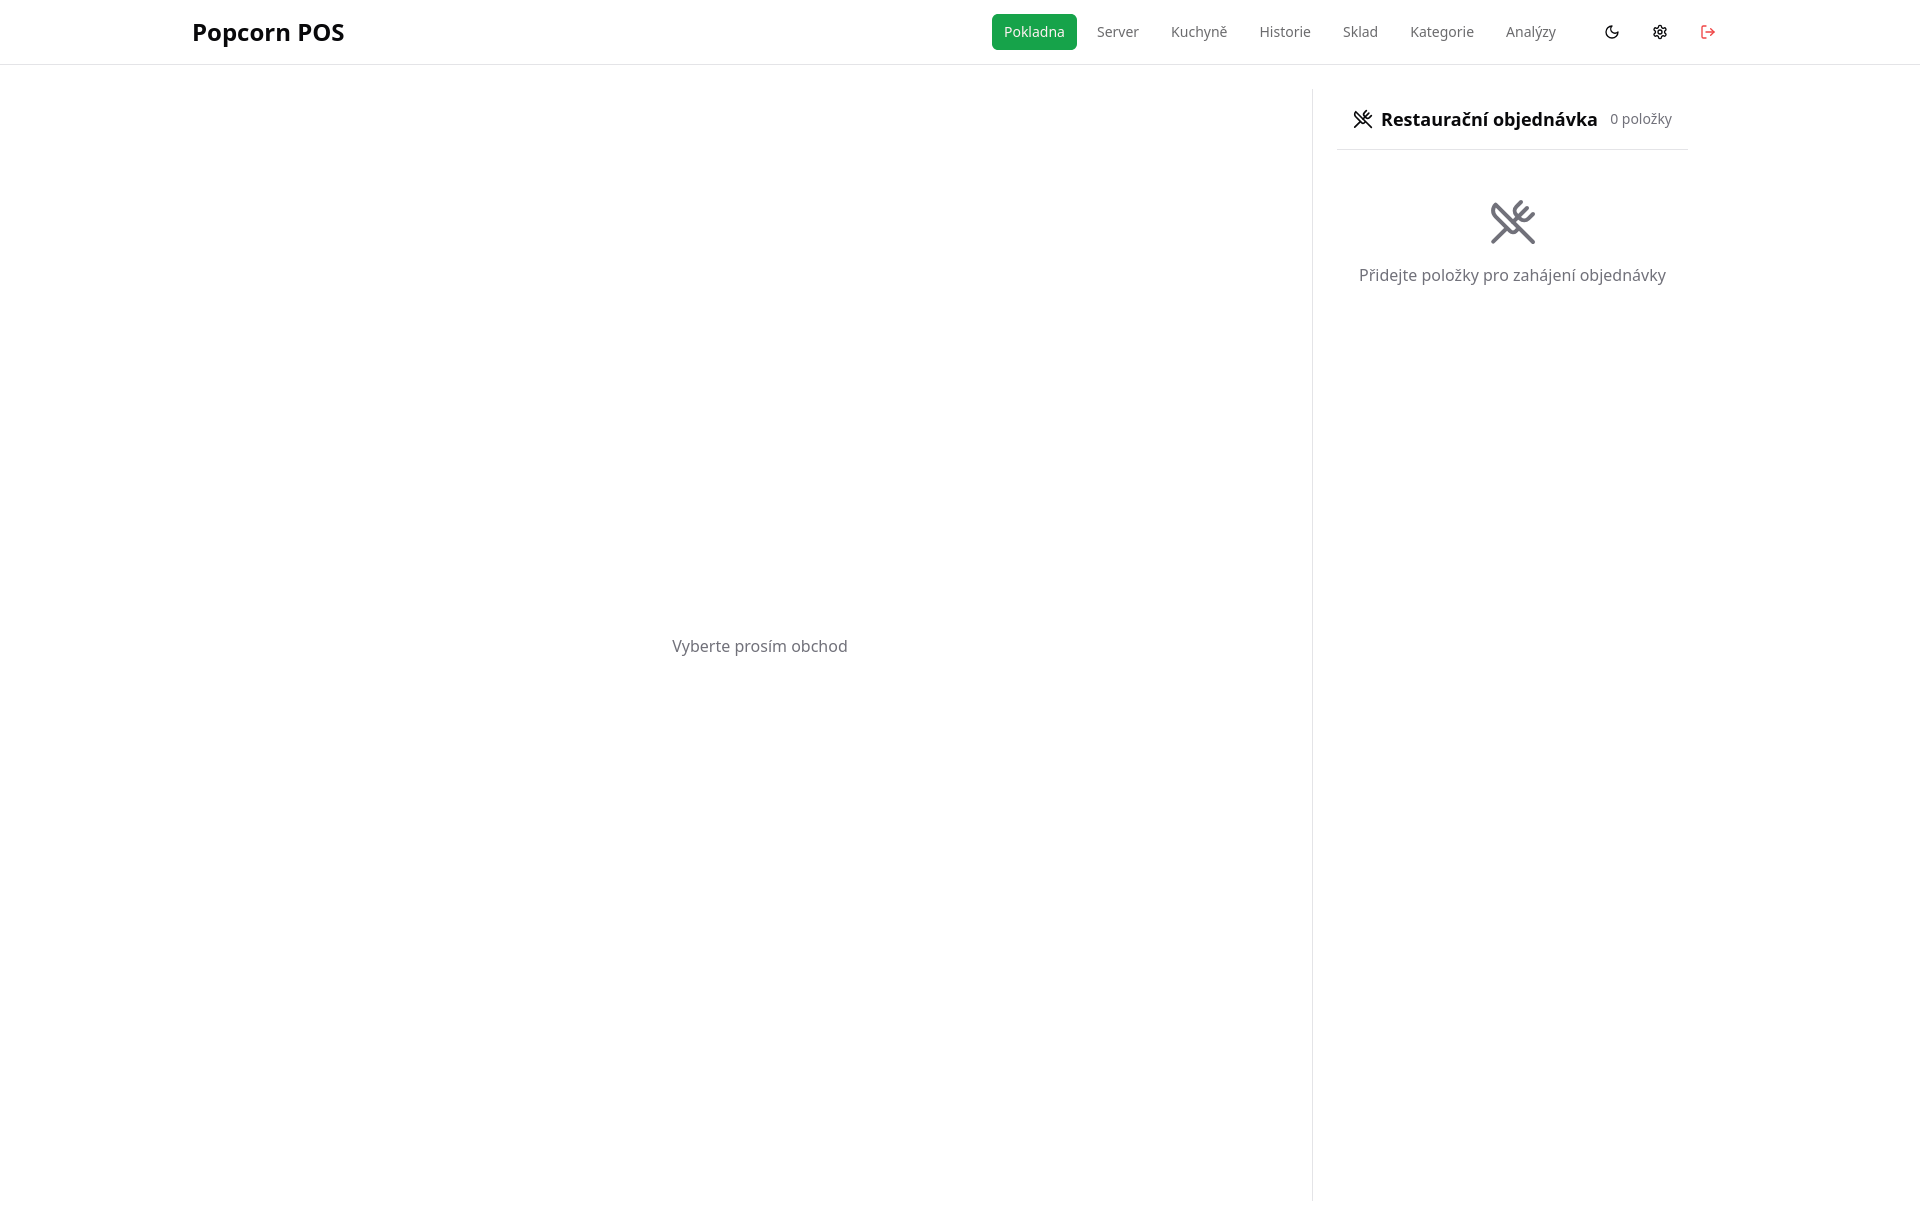 Popcorn POS
Pokladna Server Kuchyně Historie Sklad Kategorie Analýzy
Restaurační objednávka 0 položky
Přidejte položky pro zahájení objednávky
Vyberte prosím obchod